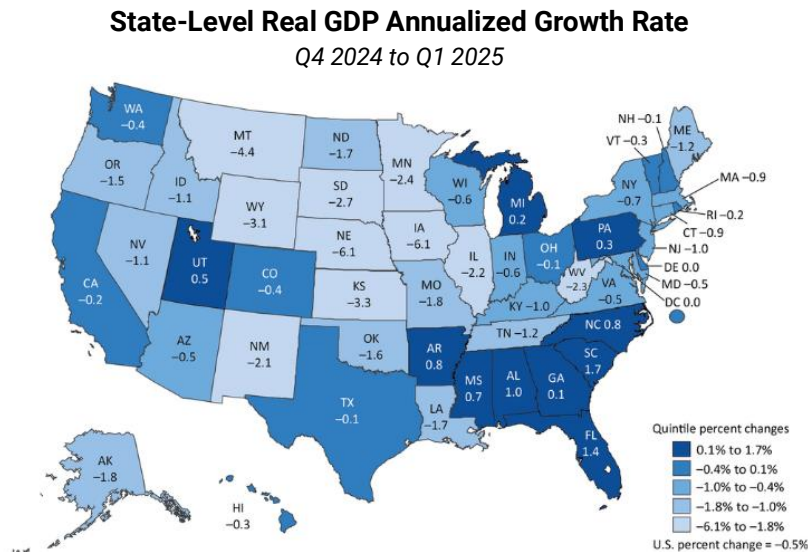 State-Level Real GDP Annualized Growth Rate
Q4 2024 to Q1 2025
WA
–0.4
OR
–1.5
CA
–0.2
NV
–1.1
ID
–1.1
MT
–4.4
WY
–3.1
UT
0.5
CO
–0.4
AZ
–0.5
NM
–2.1
ND
–1.7
SD
–2.7
NE
–6.1
KS
–3.3
OK
–1.6
TX
–0.1
MN
–2.4
IA
–6.1
MO
–1.8
AR
0.8
LA
–1.7
WI
–0.6
IL
–2.2
MI
0.2
IN
–0.6
OH
–0.1
KY –1.0
TN –1.2
MS
0.7
AL
1.0
GA
0.1
FL
1.4
SC
1.7
NC 0.8
VA
–0.5
WV
–2.3
PA
0.3
NY
–0.7
NH –0.1
VT –0.3
ME
–1.2
MA –0.9
RI –0.2
CT –0.9
NJ –1.0
DE 0.0
MD –0.5
DC 0.0
AK
–1.8
HI
–0.3
Quintile percent changes
0.1% to 1.7%
–0.4% to 0.1%
–1.0% to –0.4%
–1.8% to –1.0%
–6.1% to –1.8%
U.S. percent change = –0.5%